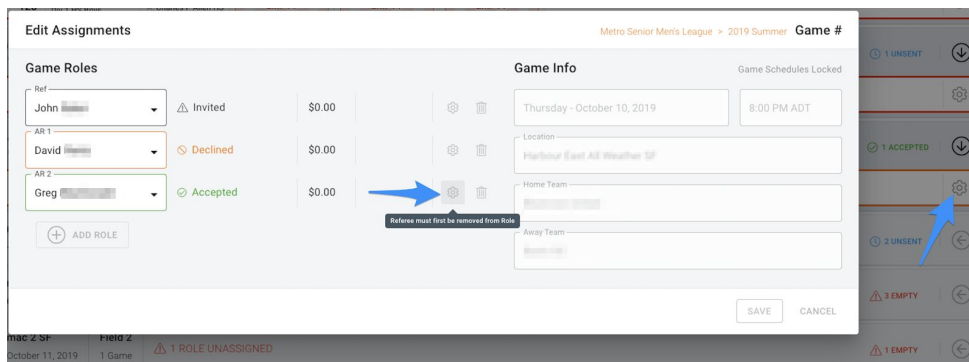 Edit Assignments
Metro Senior Men's League > 2019 Summer Game #
1 UNSENT
Game Roles
Game Info
Game Schedules Locked
Ref
John
Invited
$0.00
Thursday - October 10, 2019
8:00 PM ADT
AR 1
David
Declined
$0.00
Location
Harbour East All Weather SF
1 ACCEPTED
AR 2
Greg
Accepted
$0.00
Home Team
Referee must first be removed from Role
ADD ROLE
Away Team
2 UNSENT
3 EMPTY
SAVE
CANCEL
mac 2 SF
Field 2
1 ROLE UNASSIGNED
October 11, 2019
1 Game
1 EMPTY